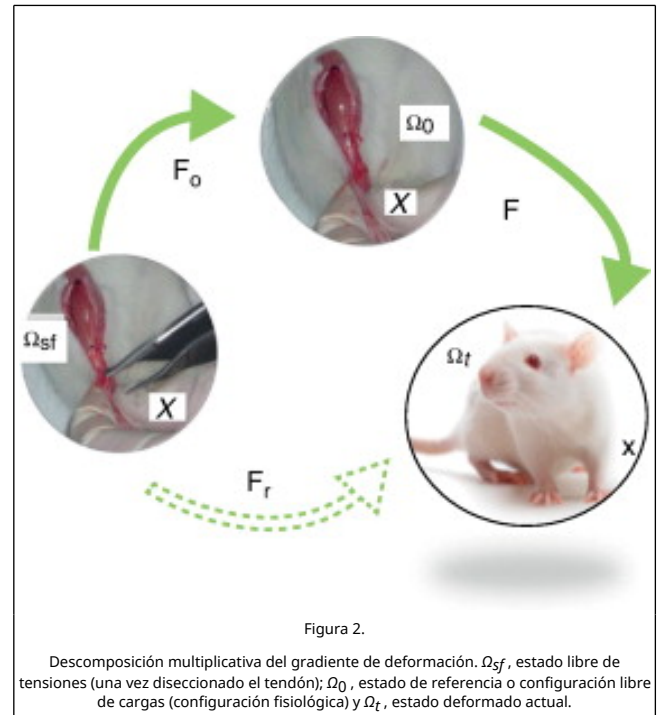 Ω0
X
F
Fo
Ωsf
X
Ωt
x
Fr
Figura 2.
Descomposición multiplicativa del gradiente de deformación. Ωsf , estado libre de
tensiones (una vez diseccionado el tendón); Ω0 , estado de referencia o configuración libre
de cargas (configuración fisiológica) y Ωt , estado deformado actual.